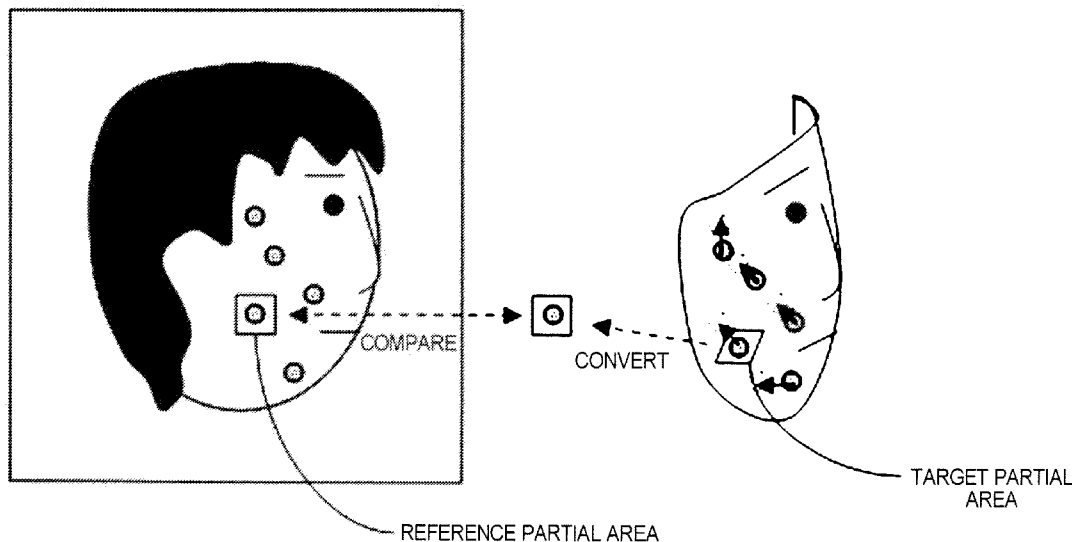 COMPARE
CONVERT
TARGET PARTIAL
AREA
REFERENCE PARTIAL AREA